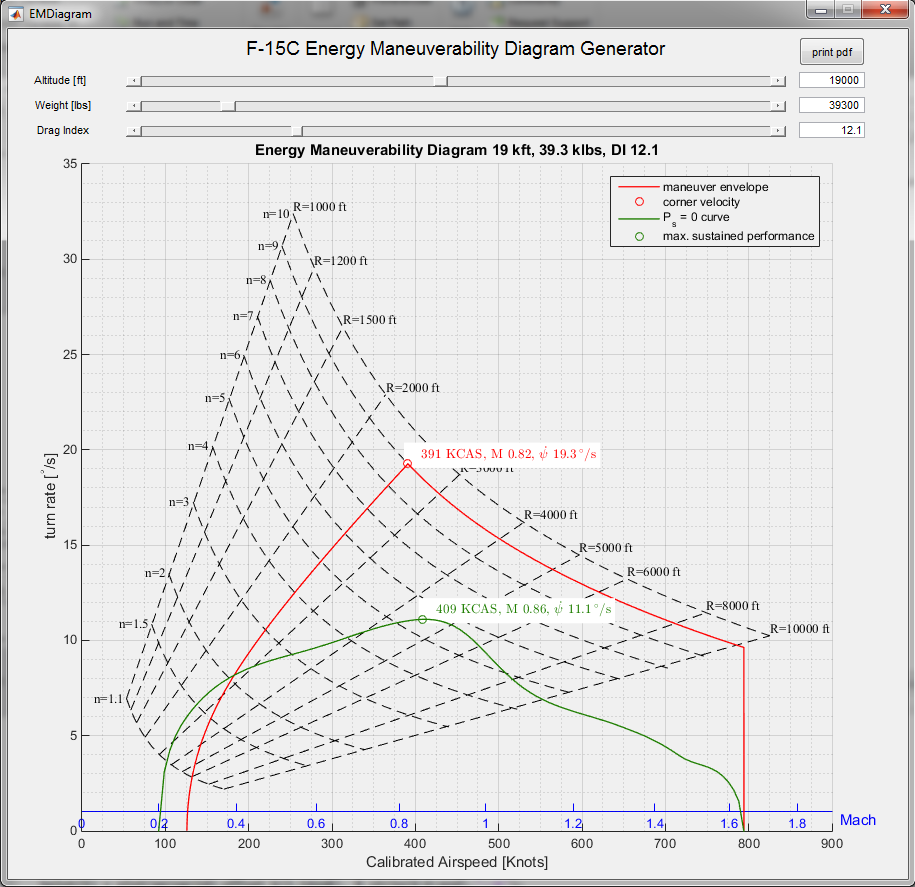 EMDiagram
F-15C Energy Maneuverability Diagram Generator
print pdf
Altitude [ft]
19000
Weight [lbs]
39300
Drag Index
12.1
Energy Maneuverability Diagram 19 kft, 39.3 klbs, DI 12.1
maneuver envelope
corner velocity
Ps = 0 curve
max. sustained performance
35
30
25
20
15
10
5
0
turn rate [°/s]
n=10
n=9
n=8
n=7
n=6
n=5
n=4
n=3
n=2
n=1.5
n=1.1
R=1000 ft
R=1200 ft
R=1500 ft
R=2000 ft
R=3000 ft
R=4000 ft
R=5000 ft
R=6000 ft
R=8000 ft
R=10000 ft
391 KCAS, M 0.82, ψ̇ 19.3°/s
409 KCAS, M 0.86, ψ̇ 11.1°/s
0 0.2 0.4 0.6 0.8 1 1.2 1.4 1.6 1.8 Mach
0 100 200 300 400 500 600 700 800 900
Calibrated Airspeed [Knots]